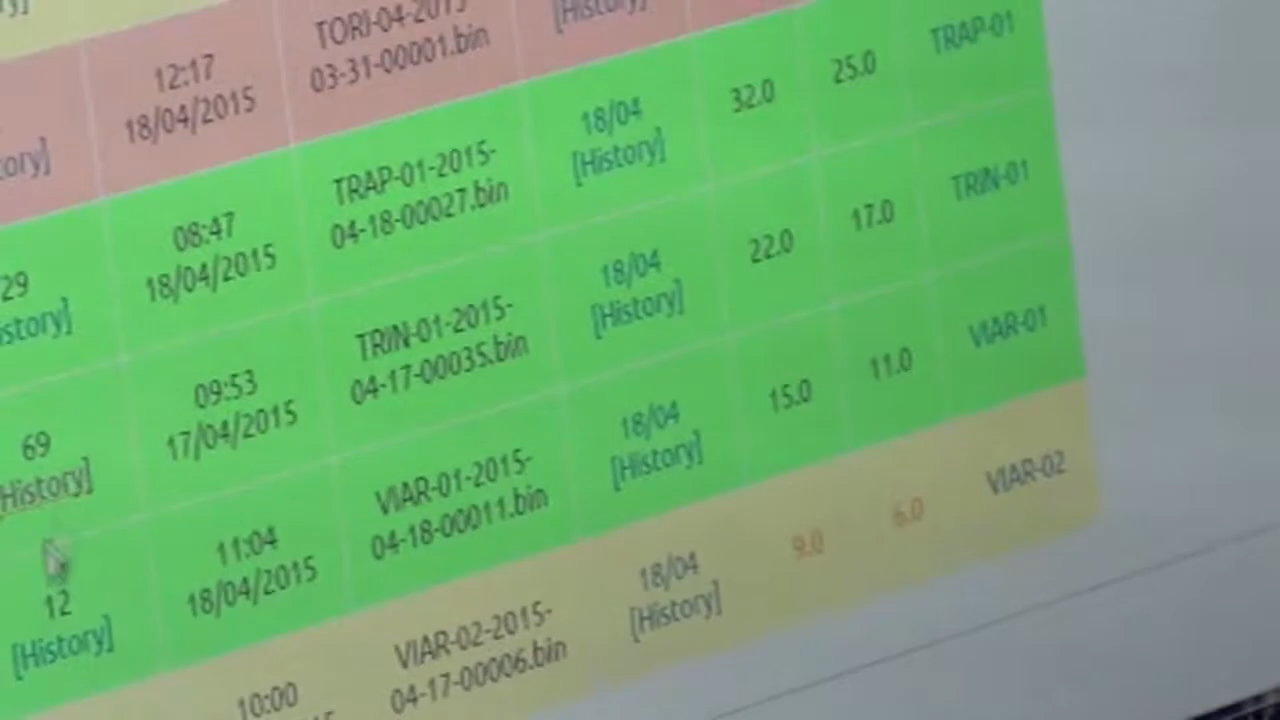 12:17
18/04/2015
03-31-00001.bin
[History]
08:47
18/04/2015
TRAP-01-2015-
04-18-00027.bin
18/04
[History]
32.0
25.0
TRAP-01
29
09:53
17/04/2015
TRIN-01-2015-
04-17-00035.bin
18/04
[History]
22.0
17.0
TRIN-01
69
History]
11:04
18/04/2015
VIAR-01-2015-
04-18-00011.bin
18/04
[History]
15.0
11.0
VIAR-01
12
[History]
10:00
VIAR-02-2015-
04-17-00006.bin
18/04
[History]
9.0
6.0
VIAR-02